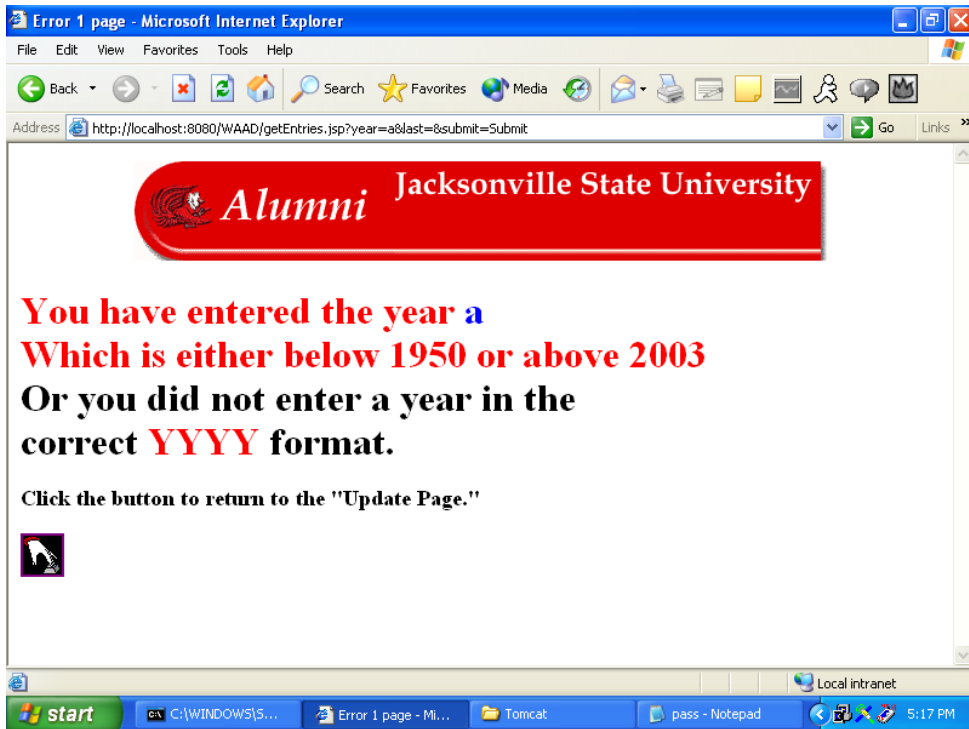 Error 1 page - Microsoft Internet Explorer
File Edit View Favorites Tools Help
Back Search Favorites Media
Address http://localhost:8080/WAAD/getEntries.jsp?year=a&last=&submit=Submit Go Links »
Alumni Jacksonville State University
You have entered the year a
Which is either below 1950 or above 2003
Or you did not enter a year in the
correct YYYY format.
Click the button to return to the "Update Page."
Local intranet
start C:\WINDOWS\S... Error 1 page - Mi... Tomcat pass - Notepad 5:17 PM